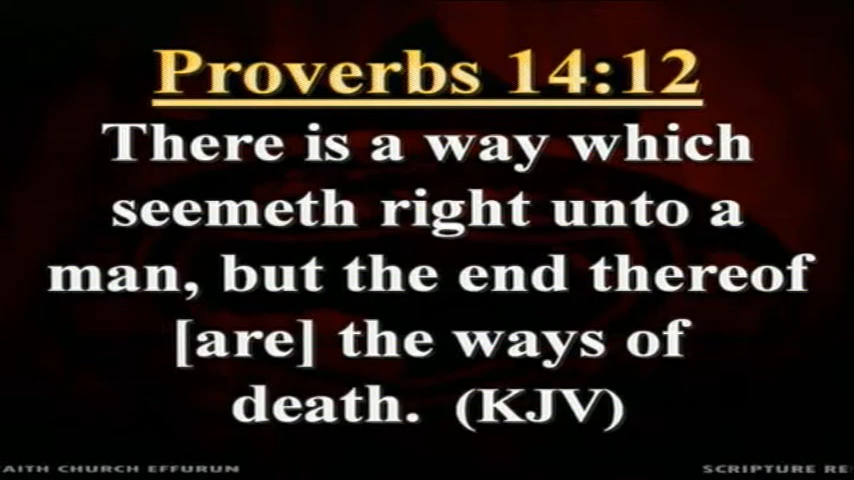 Proverbs 14:12
There is a way which
seemeth right unto a
man, but the end thereof
[are] the ways of
death. (KJV)
AITH CHURCH EFFURUN
SCRIPTURE RE